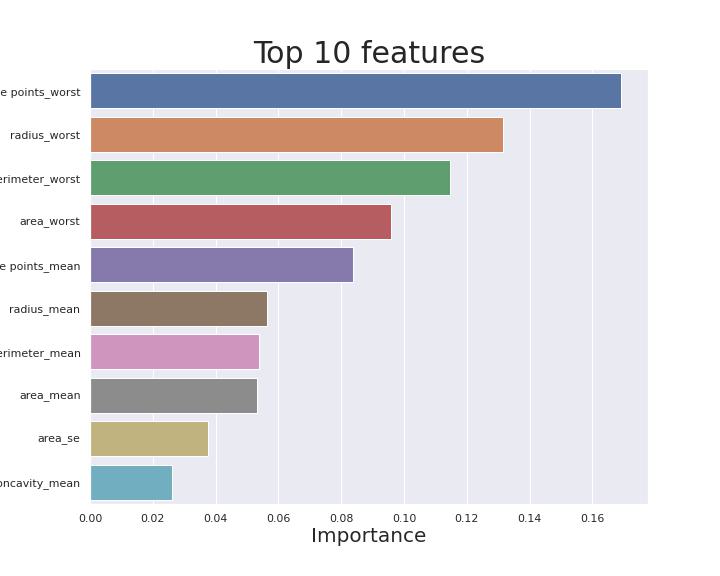 Top 10 features
e points_worst
radius_worst
erimeter_worst
area_worst
e points_mean
radius_mean
erimeter_mean
area_mean
area_se
oncavity_mean
0.00 0.02 0.04 0.06 0.08 0.10 0.12 0.14 0.16
Importance